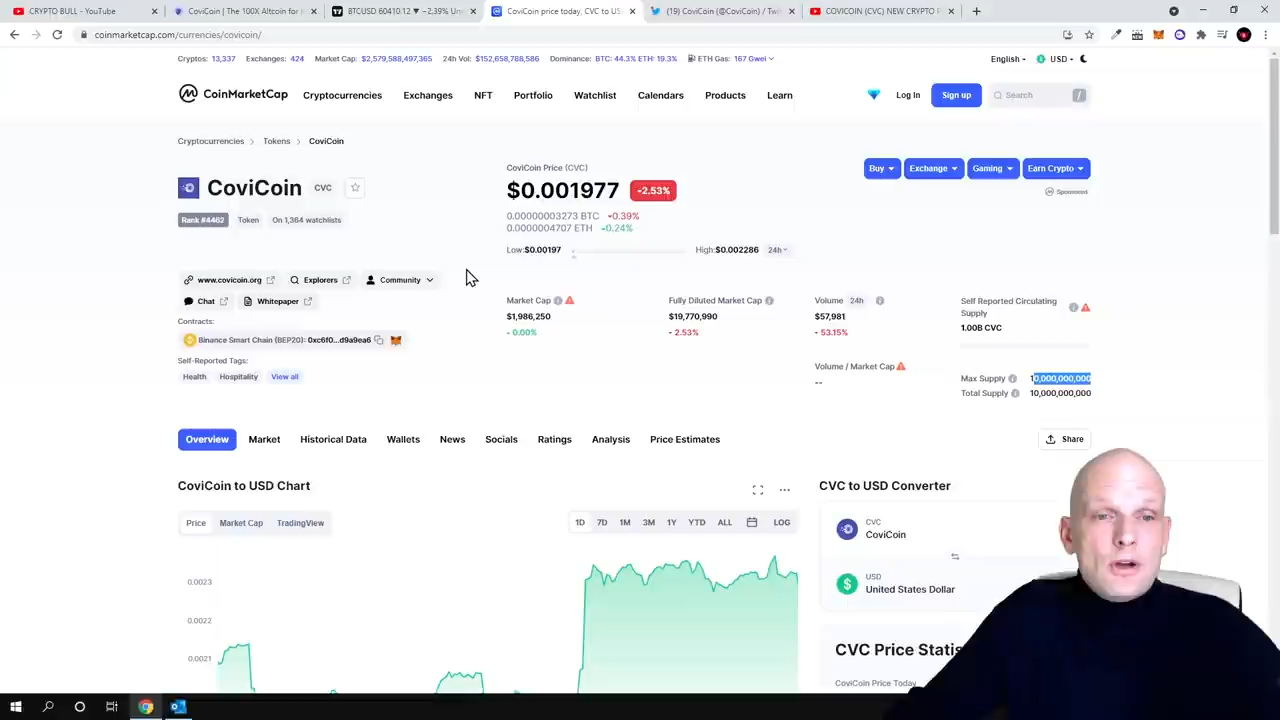 CRYPTO BULL - YouTube
CoviCoin | The 100X Altcoin for H
BTCUSD 60410.12 ▼ −2.39% Un
CoviCoin price today, CVC to US
(19) CoviCoin (@CoviCoin) / Twi
COVICOIN (CVC) NEW CRYPTO P
coinmarketcap.com/currencies/covicoin/
Cryptos: 13,337 Exchanges: 424 Market Cap: $2,579,588,497,365 24h Vol: $152,658,788,586 Dominance: BTC: 44.3% ETH: 19.3% ETH Gas: 167 Gwei
English USD
CoinMarketCap Cryptocurrencies Exchanges NFT Portfolio Watchlist Calendars Products Learn
Log In Sign up Search /
Cryptocurrencies Tokens CoviCoin
CoviCoin CVC
Rank #4462 Token On 1,364 watchlists
www.covicoin.org Explorers Community
Chat Whitepaper
Contracts:
Binance Smart Chain (BEP20): 0xc6f0...d9a9ea6
Self-Reported Tags:
Health Hospitality View all
CoviCoin Price (CVC)
$0.001977 -2.53%
0.00000003273 BTC -0.39%
0.0000004707 ETH -0.24%
Low:$0.00197 High:$0.002286 24h
Buy Exchange Gaming Earn Crypto
Sponsored
Market Cap
$1,986,250
0.00%
Fully Diluted Market Cap
$19,770,990
2.53%
Volume 24h
$57,981
53.15%
Volume / Market Cap
--
Self Reported Circulating
Supply
1.00B CVC
Max Supply 10,000,000,000
Total Supply 10,000,000,000
Overview Market Historical Data Wallets News Socials Ratings Analysis Price Estimates
Share
CoviCoin to USD Chart
Price Market Cap TradingView
1D 7D 1M 3M 1Y YTD ALL LOG
0.0023
0.0022
0.0021
CVC to USD Converter
CVC
CoviCoin
USD
United States Dollar
CVC Price Statis
CoviCoin Price Today